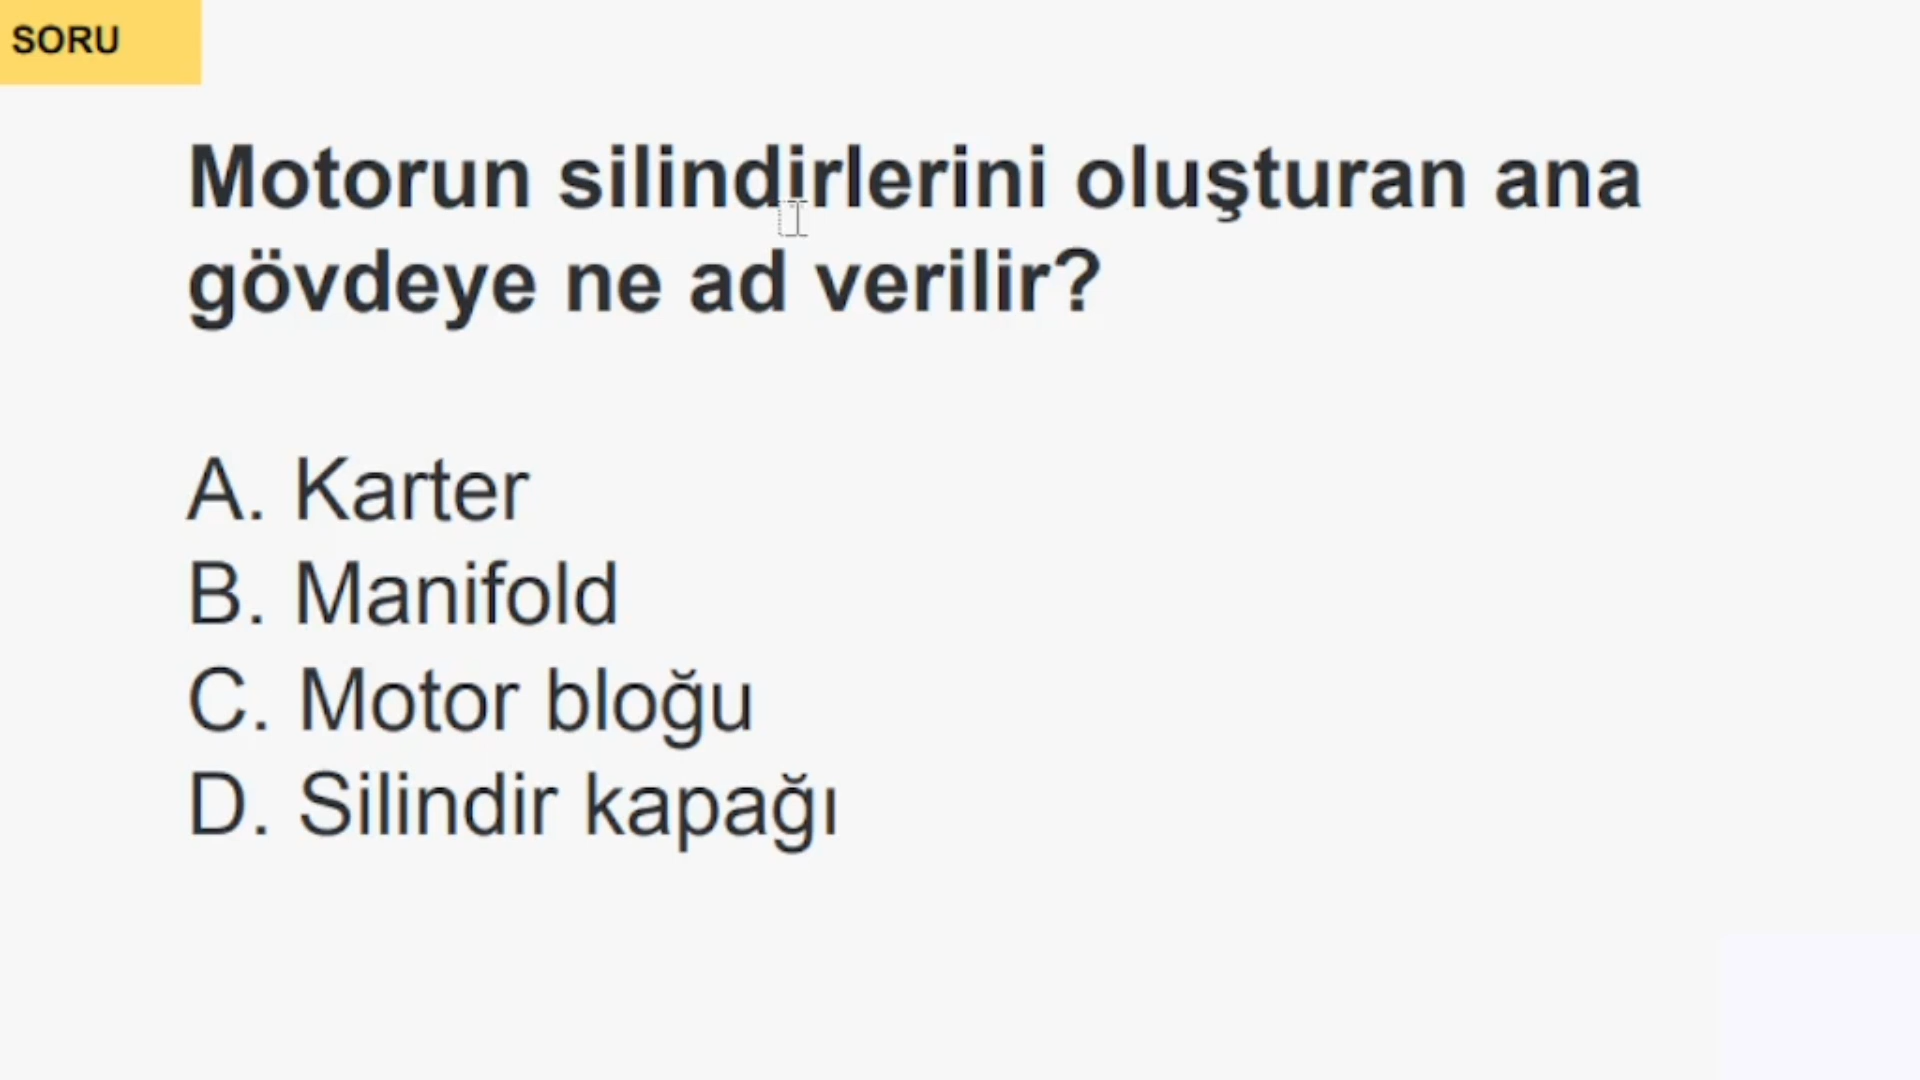 SORU
Motorun silindirlerini oluşturan ana
gövdeye ne ad verilir?
A. Karter
B. Manifold
C. Motor bloğu
D. Silindir kapağı